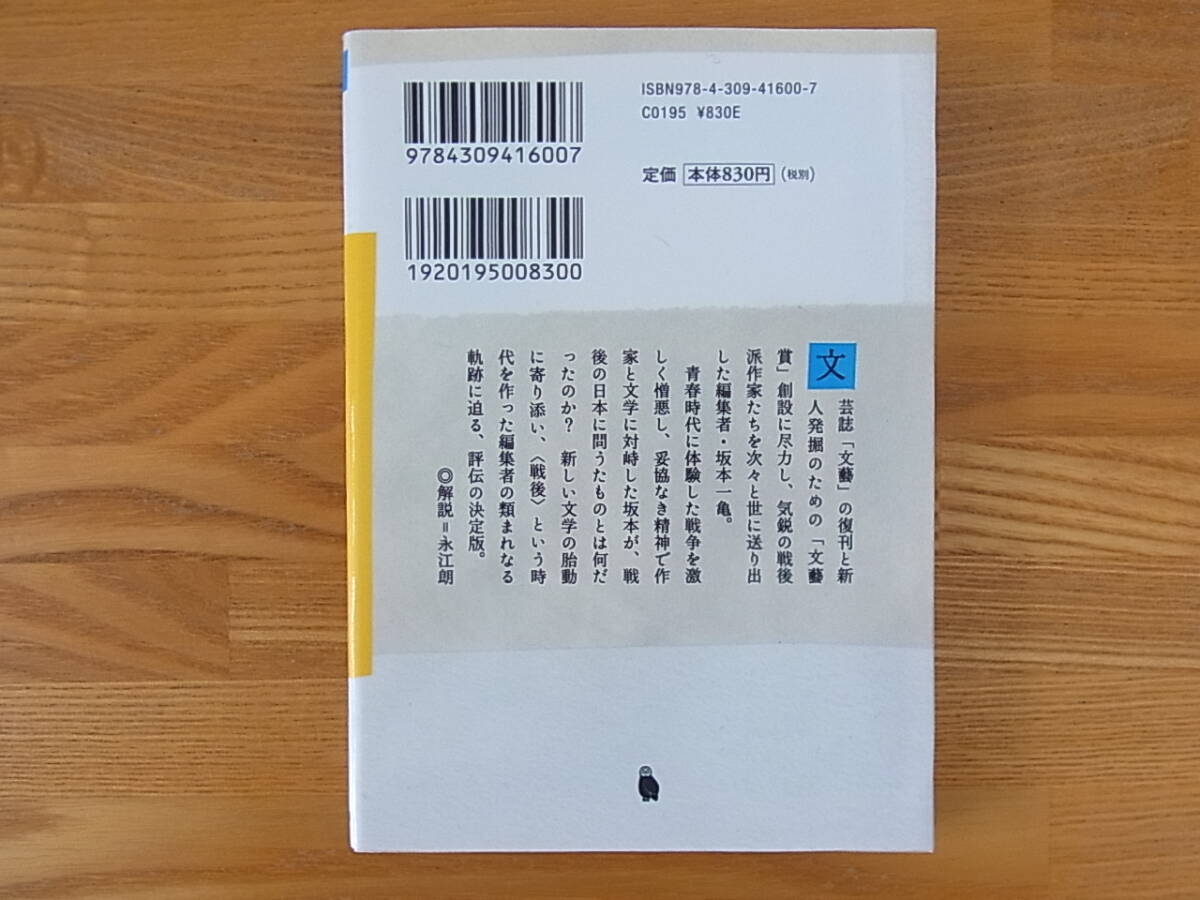 ISBN978-4-309-41600-7
C0195 ¥830E
9784309416007
定価 本体830円 (税別)
1920195008300
文芸誌「文藝」の復刊と新
人発掘のための「文藝
賞」創設に尽力し、気鋭の戦後
派作家たちを次々と世に送り出
した編集者・坂本一亀。
青春時代に体験した戦争を激
しく憎悪し、妥協なき精神で作
家と文学に対峙した坂本が、戦
後の日本に問うたものとは何だ
ったのか？ 新しい文学の胎動
に寄り添い、〈戦後〉という時
代を作った編集者の類まれなる
軌跡に迫る、評伝の決定版。
◎解説＝永江朗